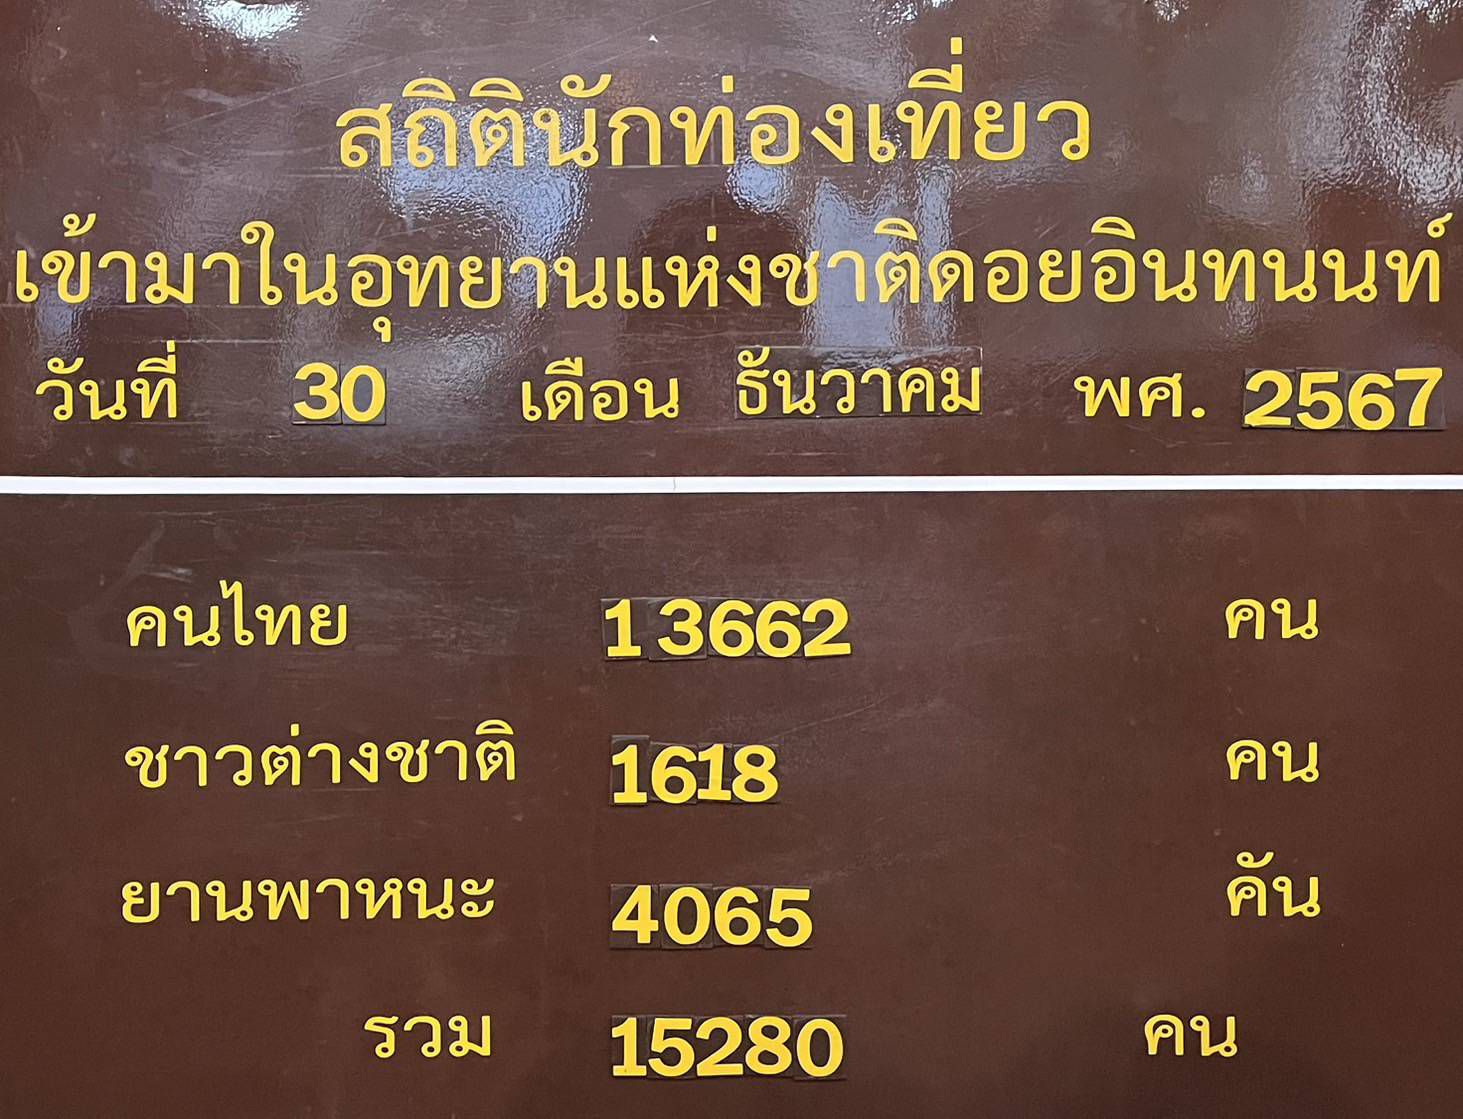 สถิตินักท่องเที่ยว
เข้ามาในอุทยานแห่งชาติดอยอินทนนท์
วันที่ 30 เดือน ธันวาคม พศ. 2567
คนไทย 13662 คน
ชาวต่างชาติ 1618 คน
ยานพาหนะ 4065 คัน
รวม 15280 คน